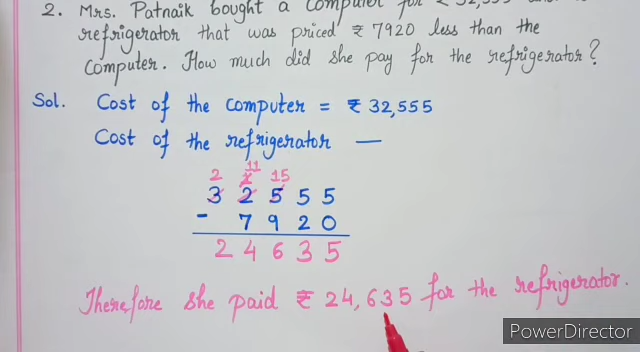 2. Mrs. Patnaik bought a computer for ₹ 32,555
refrigerator that was priced ₹ 7920 less than the
computer. How much did she pay for the refrigerator?
Sol. Cost of the computer = ₹ 32,555
Cost of the refrigerator —
11
2 1 15
3 2 5 5 5
- 7 9 2 0
2 4 6 3 5
Therefore she paid ₹ 24,635 for the refrigerator.
PowerDirector